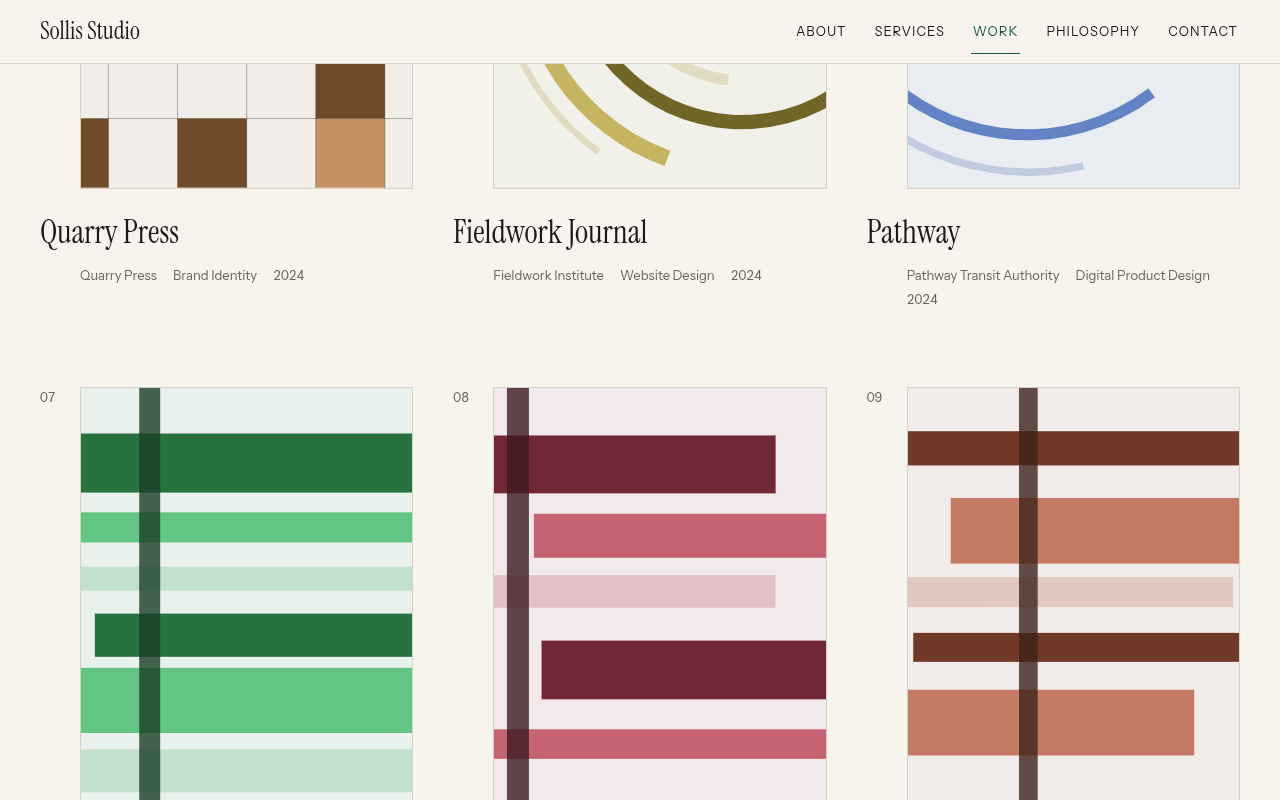 Sollis Studio
ABOUT SERVICES WORK PHILOSOPHY CONTACT
Quarry Press
Quarry Press Brand Identity 2024
Fieldwork Journal
Fieldwork Institute Website Design 2024
Pathway
Pathway Transit Authority Digital Product Design
2024
07
08
09